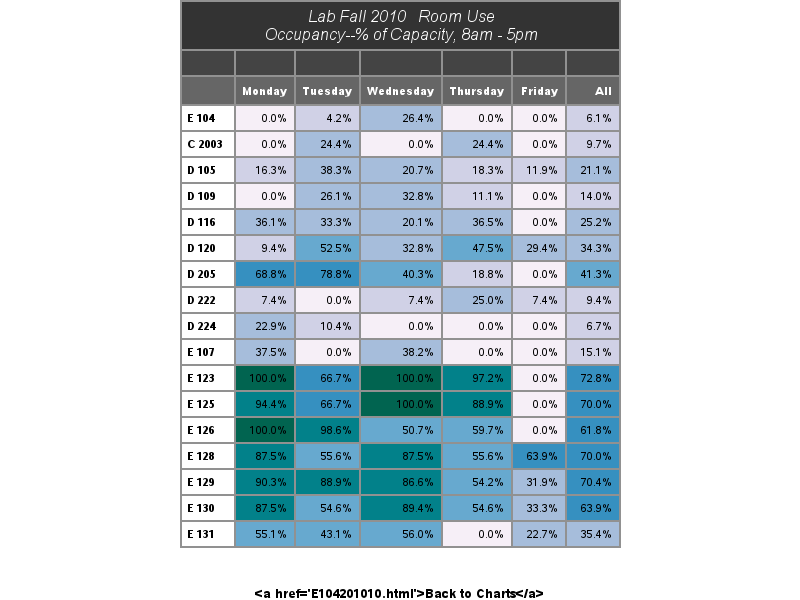 Lab Fall 2010   Room Use
Occupancy--% of Capacity, 8am - 5pm
Monday Tuesday Wednesday Thursday Friday All
E 104 0.0% 4.2% 26.4% 0.0% 0.0% 6.1%
C 2003 0.0% 24.4% 0.0% 24.4% 0.0% 9.7%
D 105 16.3% 38.3% 20.7% 18.3% 11.9% 21.1%
D 109 0.0% 26.1% 32.8% 11.1% 0.0% 14.0%
D 116 36.1% 33.3% 20.1% 36.5% 0.0% 25.2%
D 120 9.4% 52.5% 32.8% 47.5% 29.4% 34.3%
D 205 68.8% 78.8% 40.3% 18.8% 0.0% 41.3%
D 222 7.4% 0.0% 7.4% 25.0% 7.4% 9.4%
D 224 22.9% 10.4% 0.0% 0.0% 0.0% 6.7%
E 107 37.5% 0.0% 38.2% 0.0% 0.0% 15.1%
E 123 100.0% 66.7% 100.0% 97.2% 0.0% 72.8%
E 125 94.4% 66.7% 100.0% 88.9% 0.0% 70.0%
E 126 100.0% 98.6% 50.7% 59.7% 0.0% 61.8%
E 128 87.5% 55.6% 87.5% 55.6% 63.9% 70.0%
E 129 90.3% 88.9% 86.6% 54.2% 31.9% 70.4%
E 130 87.5% 54.6% 89.4% 54.6% 33.3% 63.9%
E 131 55.1% 43.1% 56.0% 0.0% 22.7% 35.4%
<a href='E104201010.html'>Back to Charts</a>